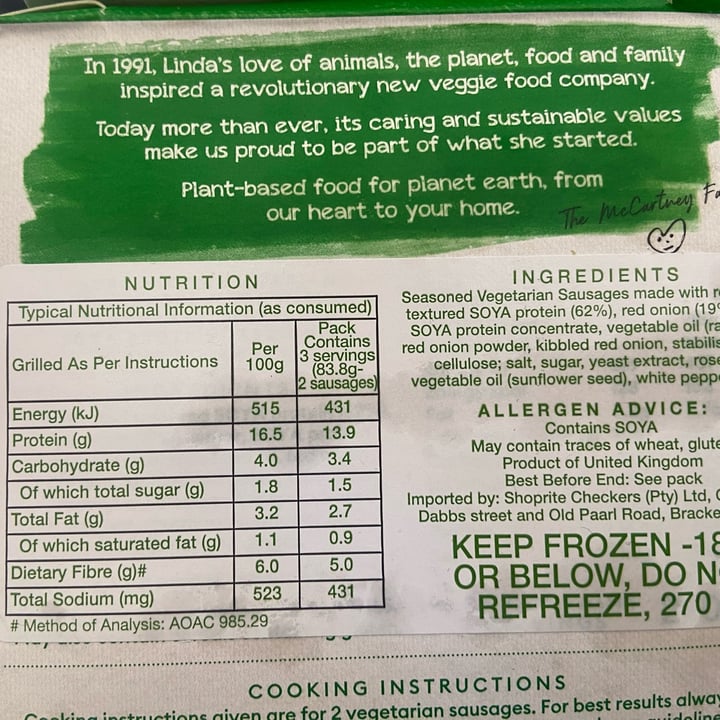 In 1991, Linda's love of animals, the planet, food and family
inspired a revolutionary new veggie food company.
Today more than ever, its caring and sustainable values
make us proud to be part of what she started.
Plant-based food for planet earth, from
our heart to your home.
The McCartney
NUTRITION
Typical Nutritional Information (as consumed)
Grilled As Per Instructions
Per
100g
Pack
Contains
3 servings
(83.8g-
2 sausages)
Energy (kJ) 515 431
Protein (g) 16.5 13.9
Carbohydrate (g) 4.0 3.4
Of which total sugar (g) 1.8 1.5
Total Fat (g) 3.2 2.7
Of which saturated fat (g) 1.1 0.9
Dietary Fibre (g)# 6.0 5.0
Total Sodium (mg) 523 431
# Method of Analysis: AOAC 985.29
INGREDIENTS
Seasoned Vegetarian Sausages made with
textured SOYA protein (62%), red onion
SOYA protein concentrate, vegetable oil
red onion powder, kibbled red onion,
cellulose; salt, sugar, yeast extract,
vegetable oil (sunflower seed), white
ALLERGEN ADVICE:
Contains SOYA
May contain traces of wheat,
Product of United Kingdom
Best Before End: See pack
Imported by: Shoprite Checkers (Pty) Ltd,
Dabbs street and Old Paarl Road,
KEEP FROZEN
OR BELOW, DO
REFREEZE, 270
COOKING INSTRUCTIONS
Cooking instructions given are for 2 vegetarian sausages. For best results